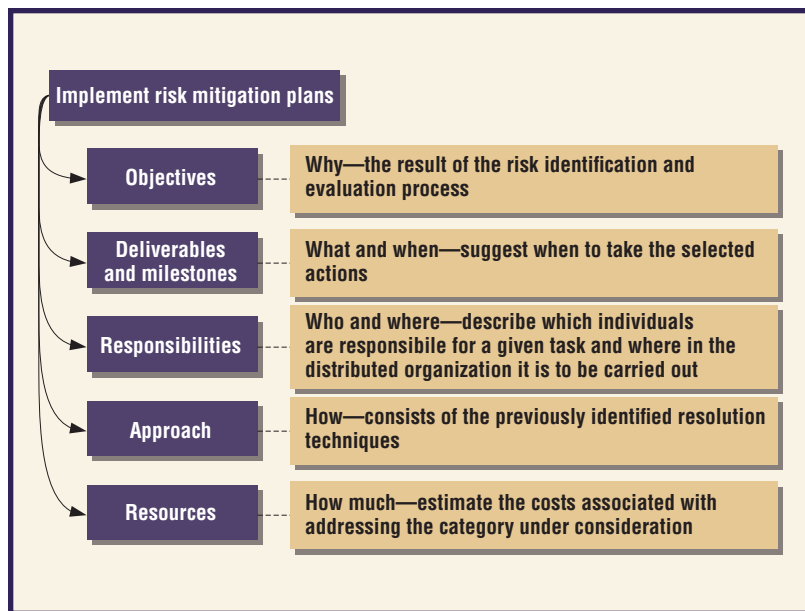 Implement risk mitigation plans
Objectives
Why—the result of the risk identification and
evaluation process
Deliverables
and milestones
What and when—suggest when to take the selected
actions
Responsibilities
Who and where—describe which individuals
are responsibile for a given task and where in the
distributed organization it is to be carried out
Approach
How—consists of the previously identified resolution
techniques
Resources
How much—estimate the costs associated with
addressing the category under consideration